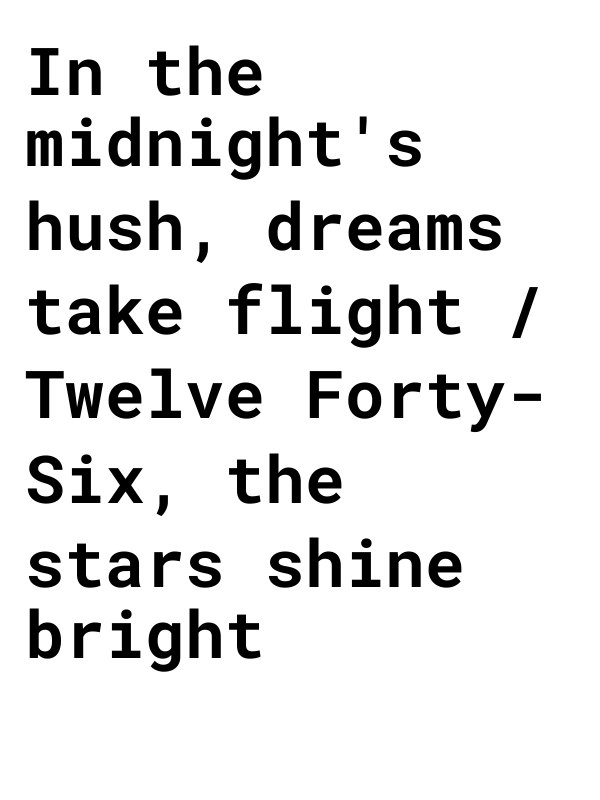 In the
midnight's
hush, dreams
take flight /
Twelve Forty-
Six, the
stars shine
bright